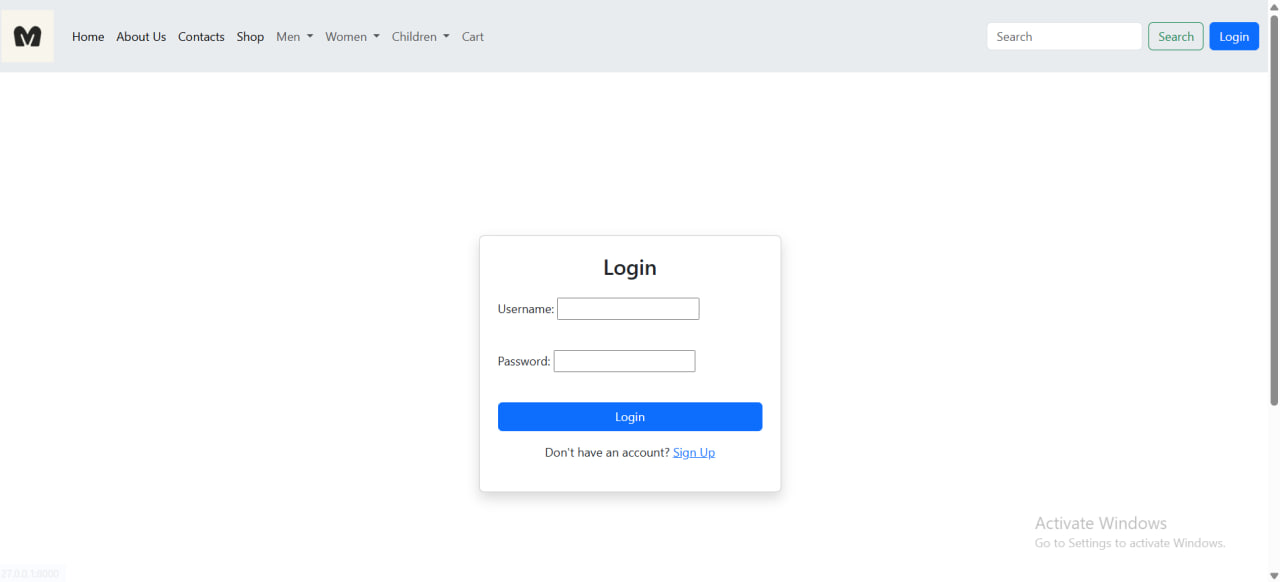 M
Home About Us Contacts Shop Men Women Children Cart Search Search Login
Login
Username:
Password:
Login
Don't have an account? Sign Up
Activate Windows
Go to Settings to activate Windows.
27.0.0.1:8000